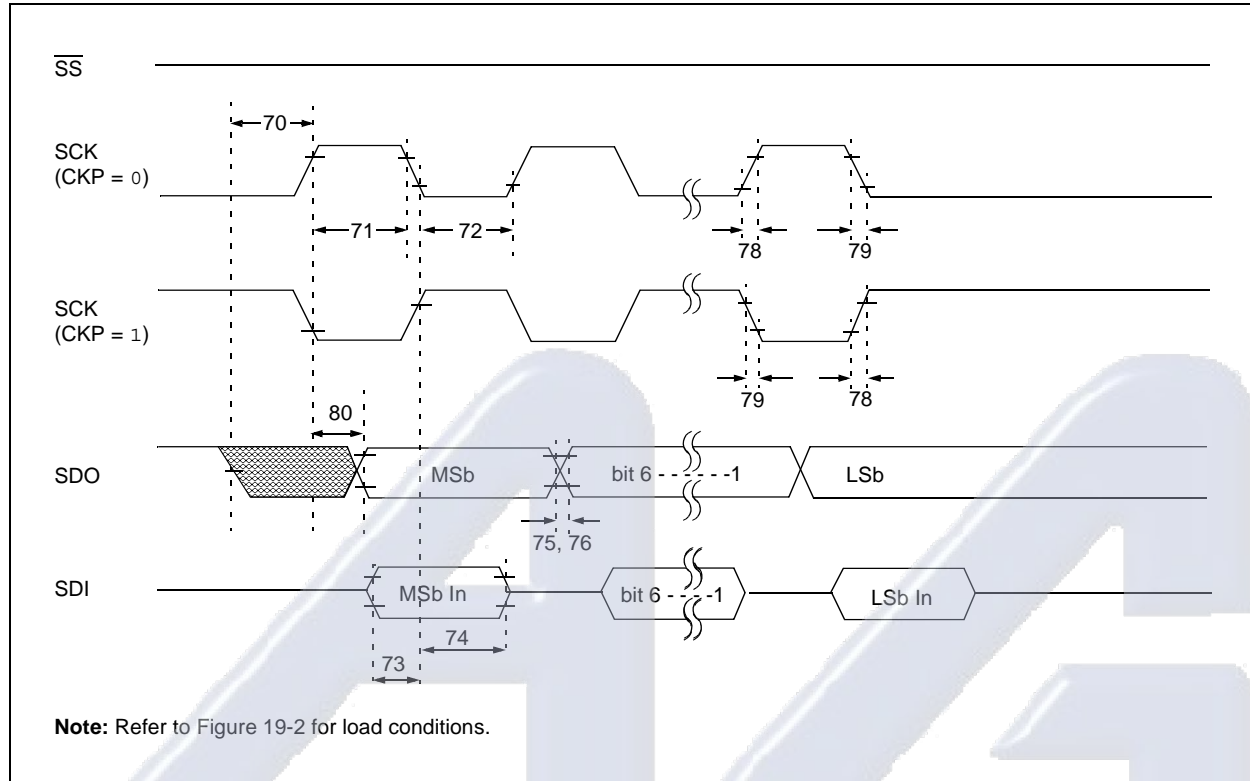 SS
70
SCK
(CKP = 0)
71
72
78
79
SCK
(CKP = 1)
79
78
80
SDO
MSb
bit 6 - - - - - -1
LSb
75, 76
SDI
MSb In
bit 6 - - - -1
LSb In
74
73
Note: Refer to Figure 19-2 for load conditions.